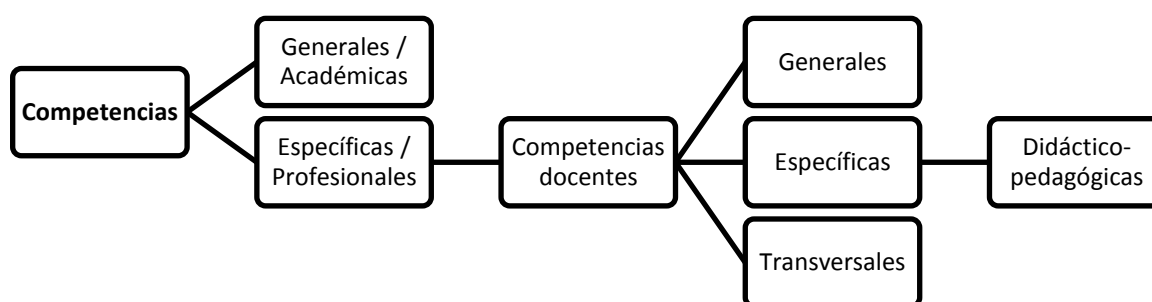 Competencias
Generales /
Académicas
Específicas /
Profesionales
Competencias
docentes
Generales
Específicas
Transversales
Didáctico-
pedagógicas